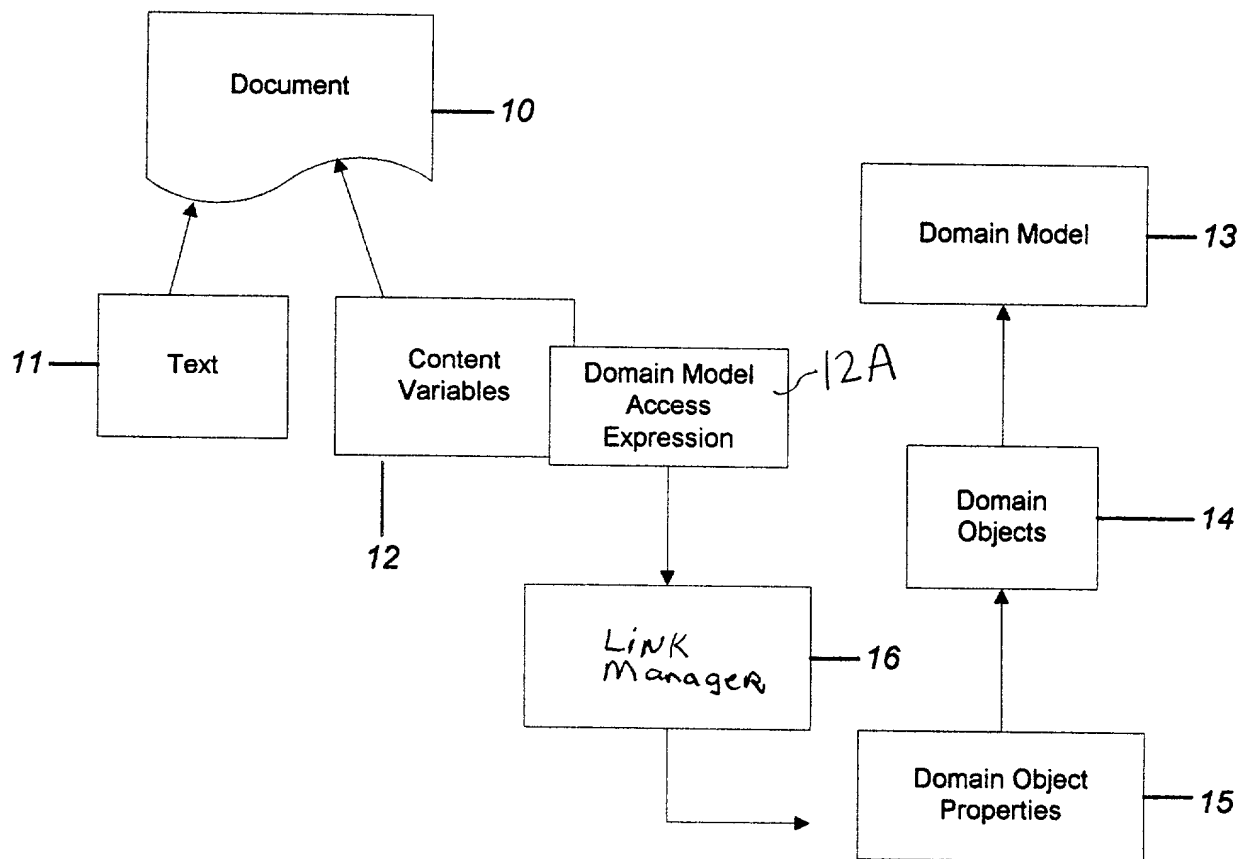 Document
10
Domain Model
13
11
Text
Content
Variables
Domain Model
Access
Expression
12A
12
Domain
Objects
14
LiNK
ManageR
16
Domain Object
Properties
15